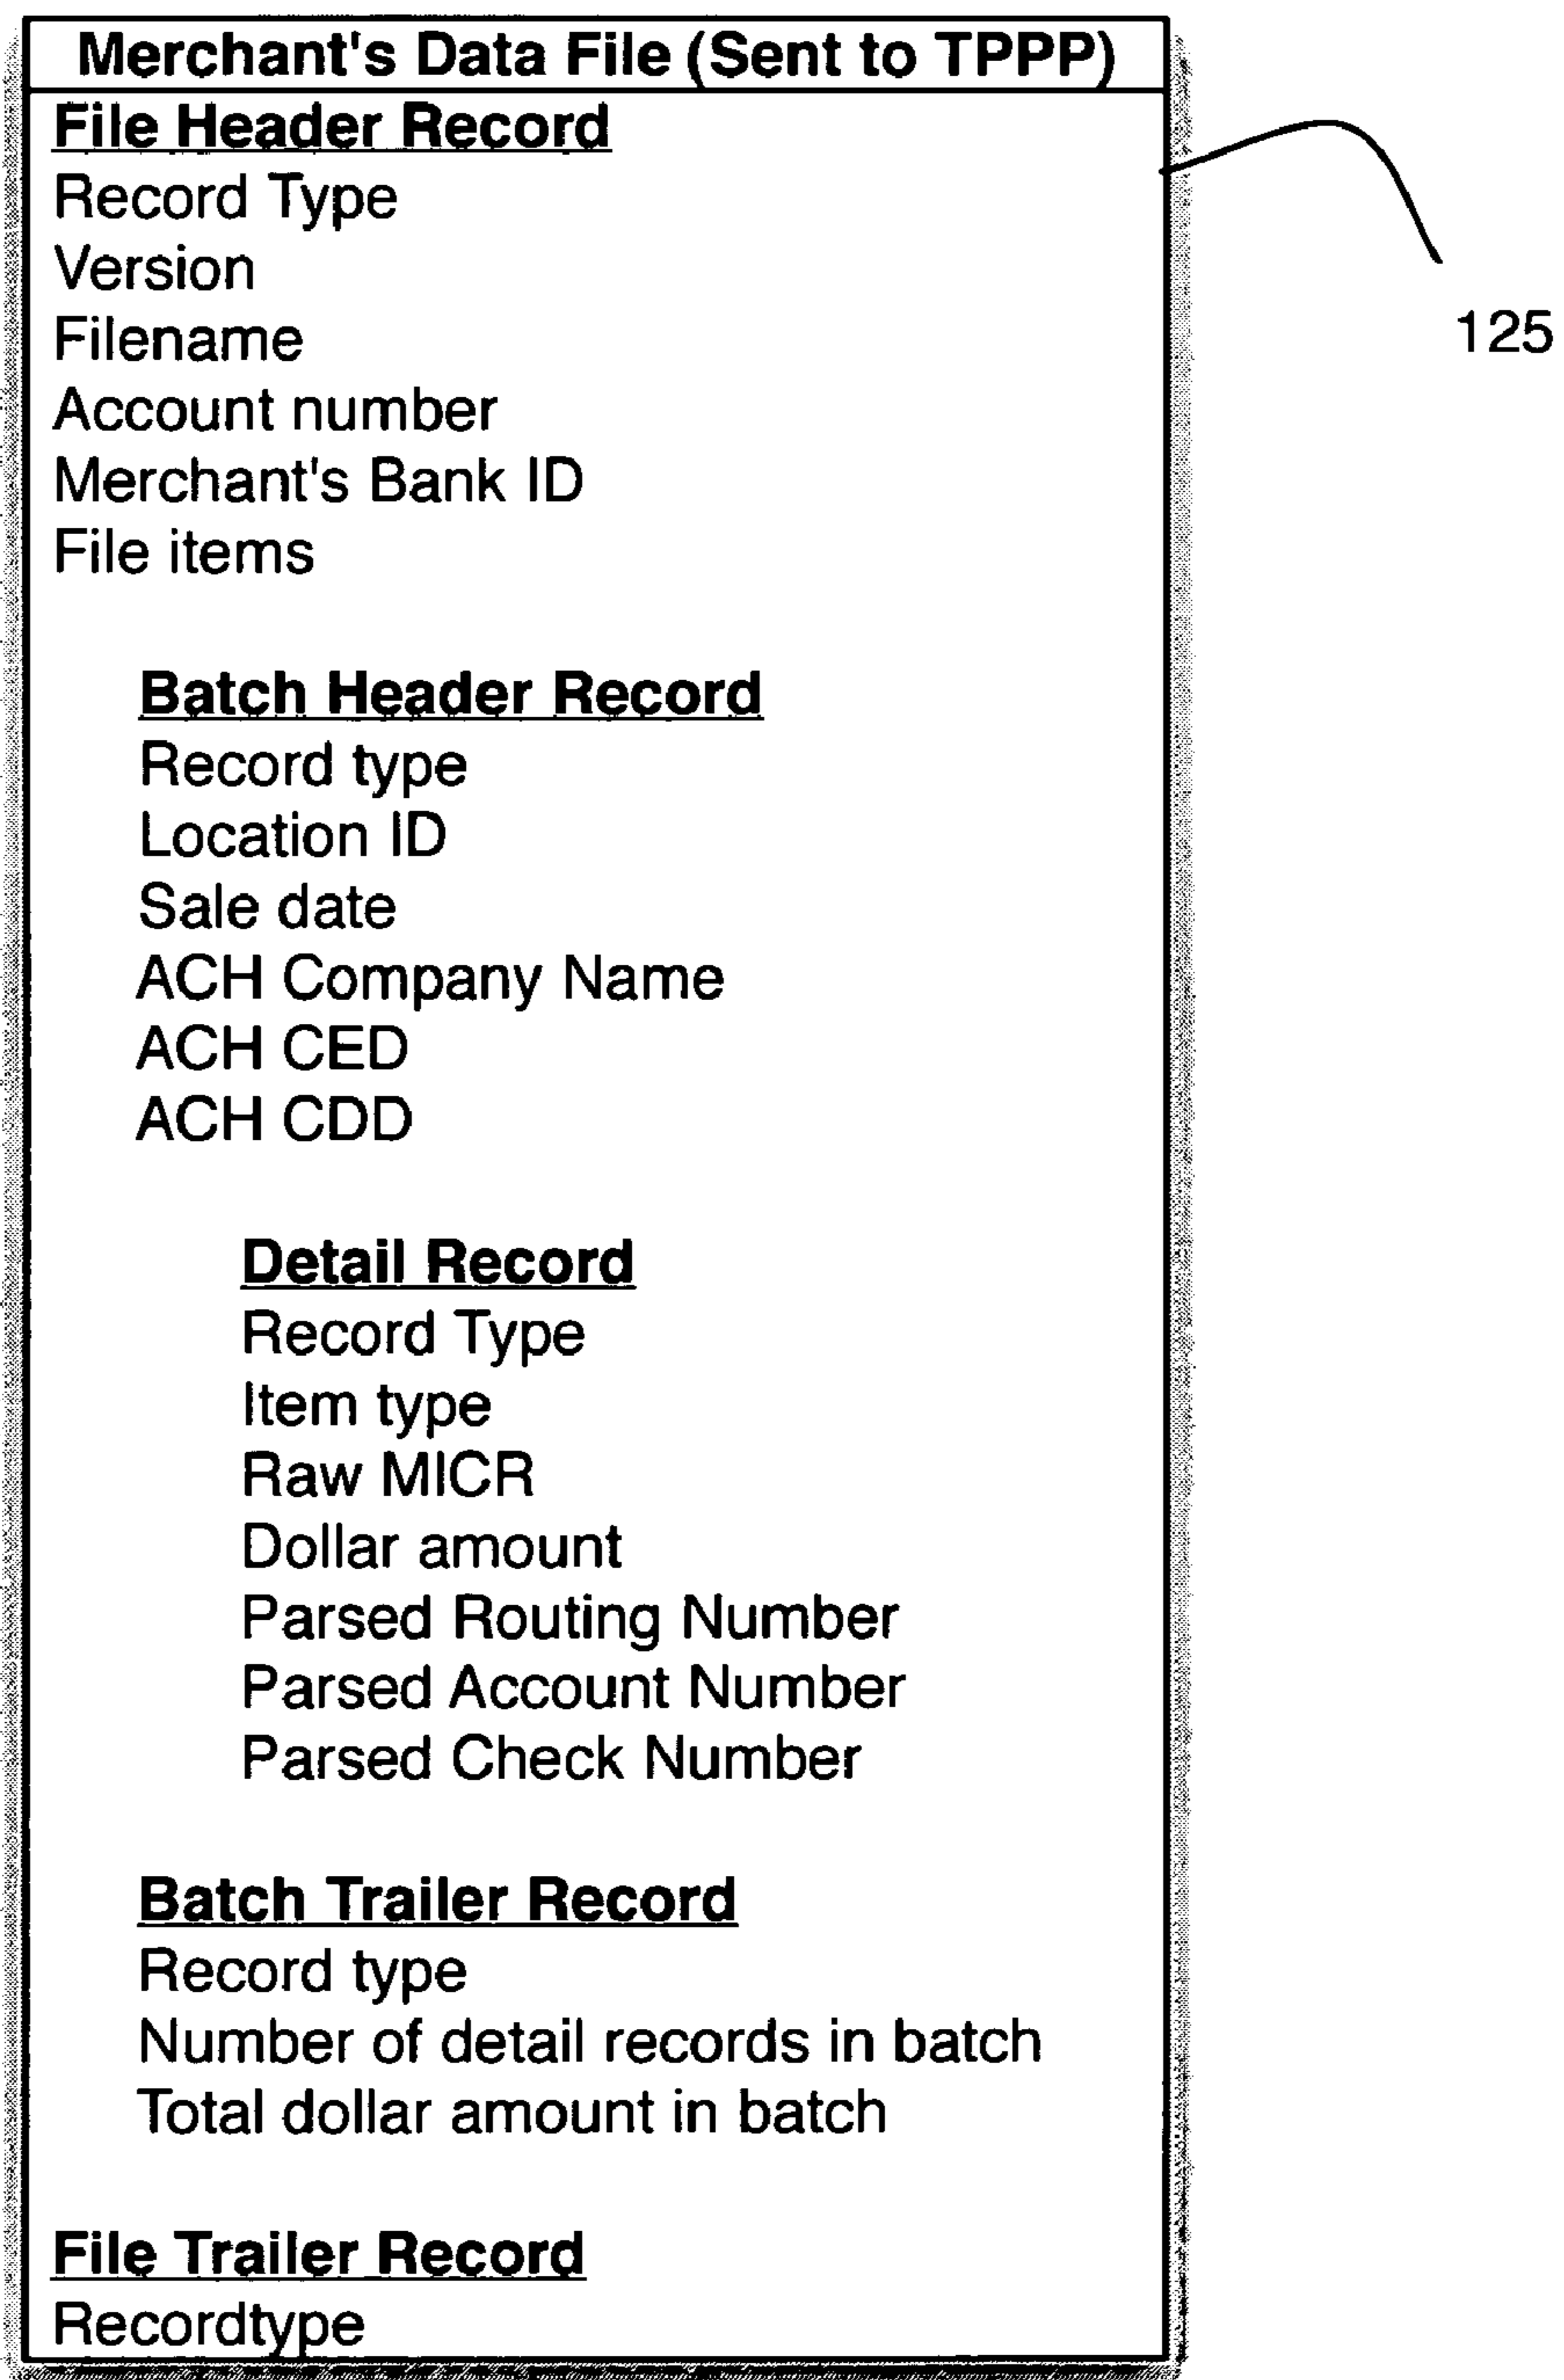 Merchant's Data File (Sent to TPPP)
File Header Record
Record Type
Version
Filename
Account number
Merchant's Bank ID
File items
125
Batch Header Record
Record type
Location ID
Sale date
ACH Company Name
ACH CED
ACH CDD
Detail Record
Record Type
Item type
Raw MICR
Dollar amount
Parsed Routing Number
Parsed Account Number
Parsed Check Number
Batch Trailer Record
Record type
Number of detail records in batch
Total dollar amount in batch
File Trailer Record
Recordtype